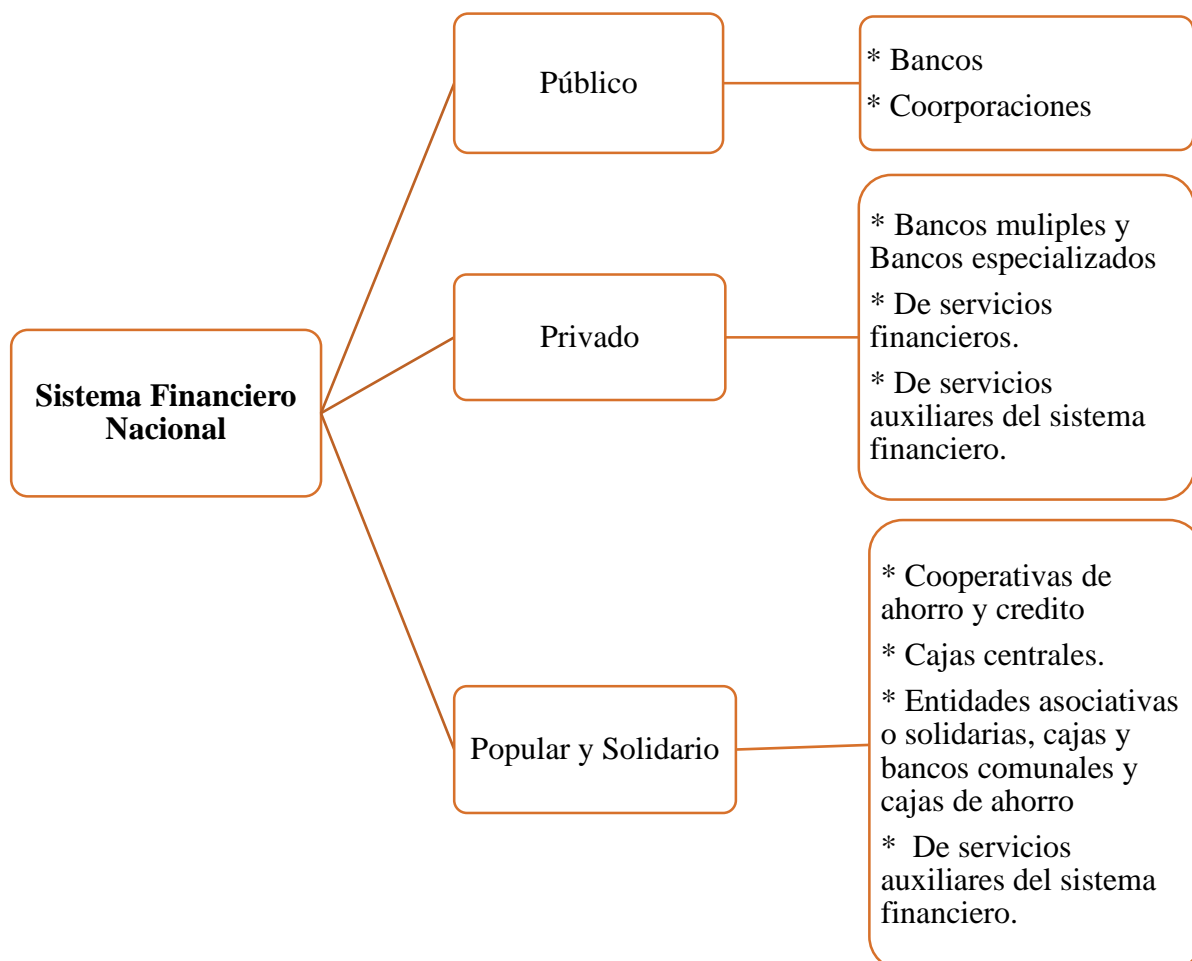 Público
* Bancos
* Coorporaciones
Sistema Financiero
Nacional
Privado
* Bancos muliples y
Bancos especializados
* De servicios
financieros.
* De servicios
auxiliares del sistema
financiero.
Popular y Solidario
* Cooperativas de
ahorro y credito
* Cajas centrales.
* Entidades asociativas
o solidarias, cajas y
bancos comunales y
cajas de ahorro
* De servicios
auxiliares del sistema
financiero.